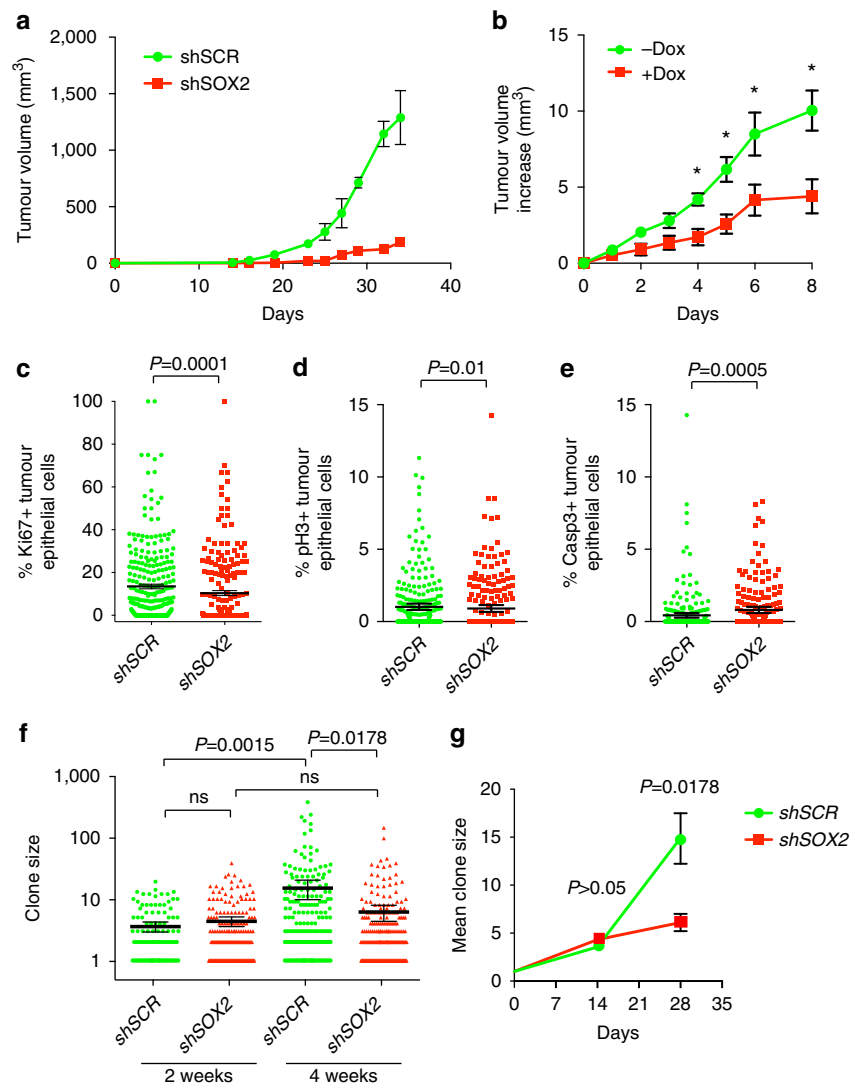 a
Tumour volume (mm³)
2,000
1,500
1,000
500
0
0
10
20
30
40
Days
shSCR
shSOX2
b
Tumour volume
increase (mm³)
15
10
5
0
0
2
4
6
8
Days
–Dox
+Dox
*
*
*
*
c
P=0.0001
% Ki67+ tumour
epithelial cells
100
80
60
40
20
0
shSCR
shSOX2
d
P=0.01
% pH3+ tumour
epithelial cells
15
10
5
0
shSCR
shSOX2
e
P=0.0005
% Casp3+ tumour
epithelial cells
15
10
5
0
shSCR
shSOX2
f
P=0.0015
P=0.0178
ns
ns
Clone size
1,000
100
10
1
shSCR
shSOX2
shSCR
shSOX2
2 weeks
4 weeks
g
P=0.0178
P>0.05
Mean clone size
20
15
10
5
0
0
7
14
21
28
35
Days
shSCR
shSOX2